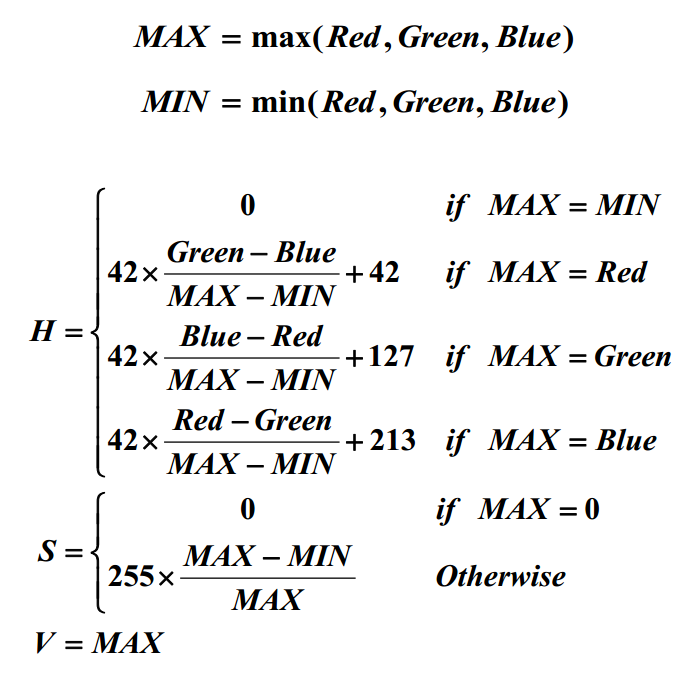 MAX = max(Red, Green, Blue)
MIN = min(Red, Green, Blue)
0 if MAX = MIN
42 × (Green – Blue)/(MAX – MIN) + 42 if MAX = Red
H = { 42 × (Blue – Red)/(MAX – MIN) + 127 if MAX = Green
42 × (Red – Green)/(MAX – MIN) + 213 if MAX = Blue
0 if MAX = 0
S = { 255 × (MAX – MIN)/MAX Otherwise
V = MAX